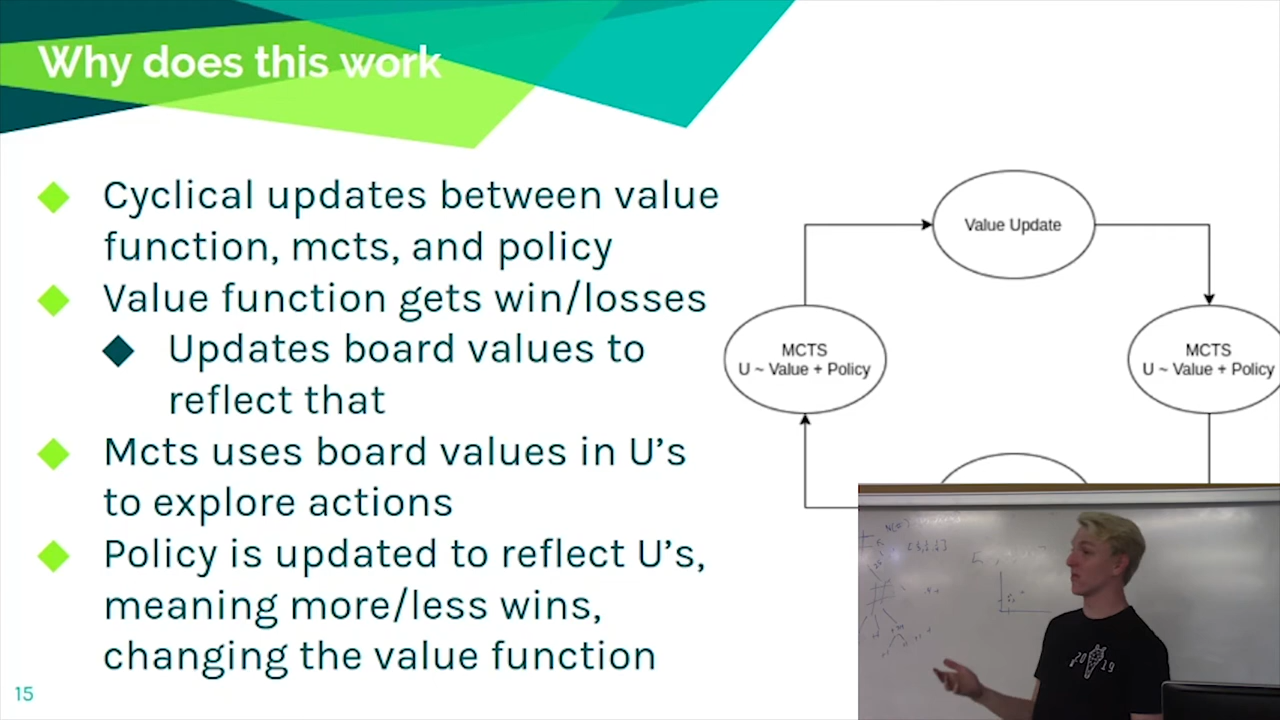 Why does this work
Cyclical updates between value
function, mcts, and policy
Value function gets win/losses
Updates board values to
reflect that
Mcts uses board values in U's
to explore actions
Policy is updated to reflect U's,
meaning more/less wins,
changing the value function
15
Value Update
MCTS
U ~ Value + Policy
MCTS
U ~ Value + Policy
2019